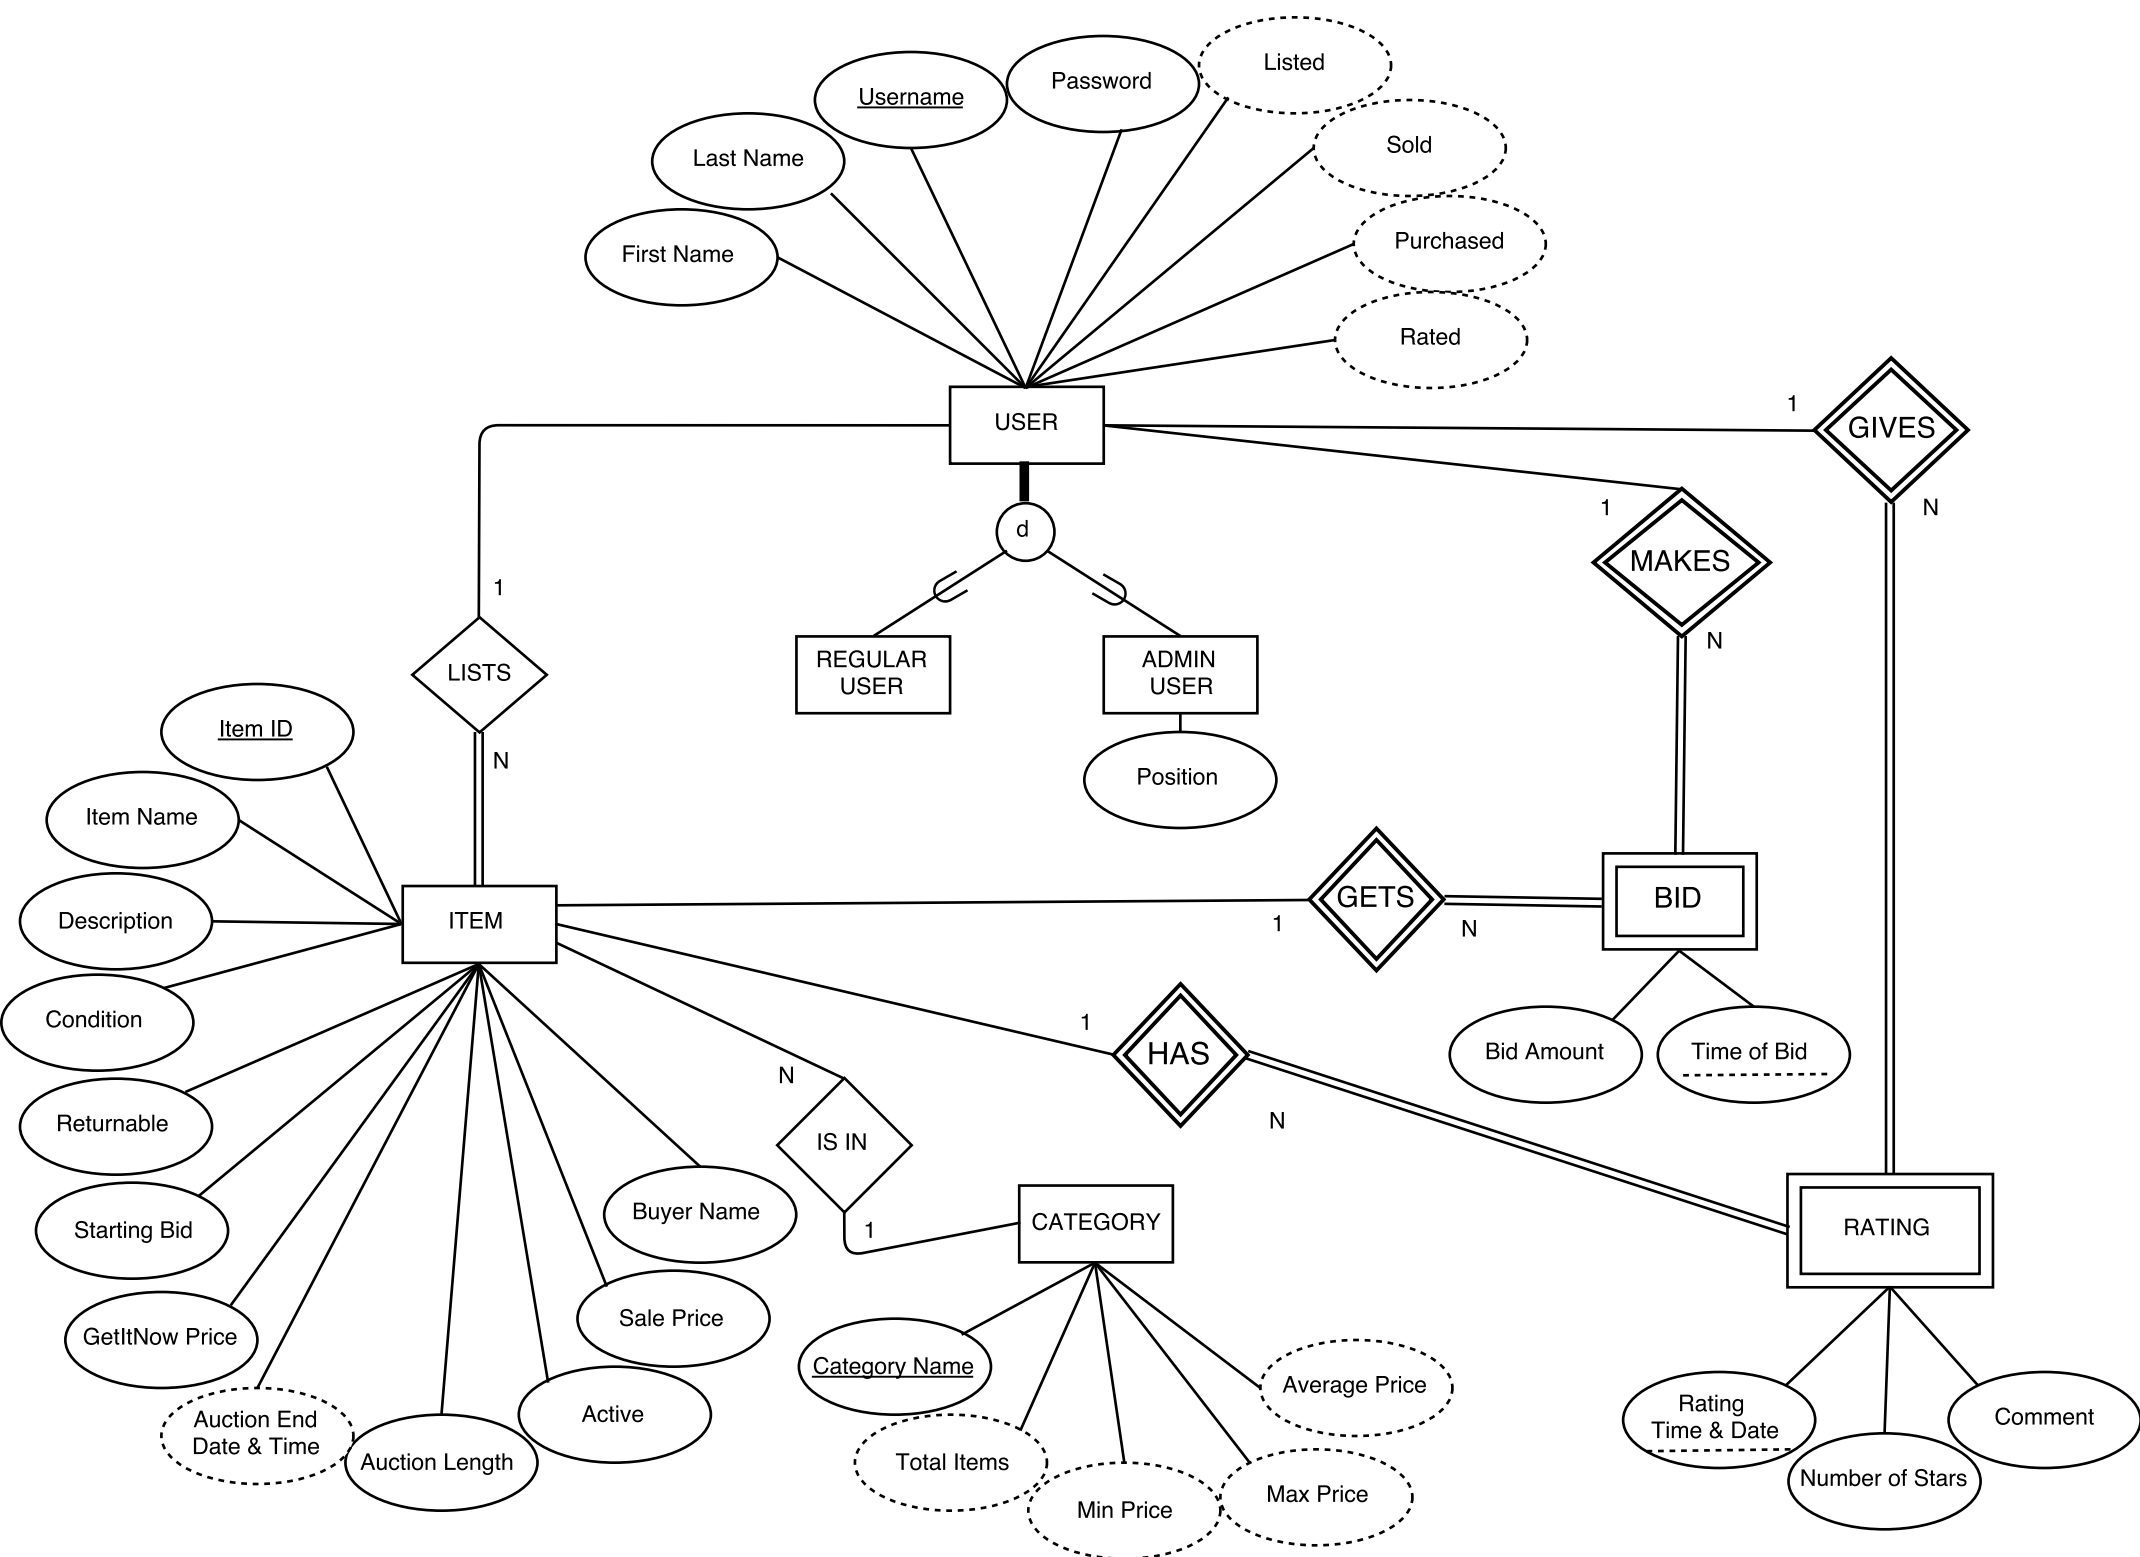 Listed
Password
Username
Sold
Last Name
Purchased
First Name
Rated
1
USER
GIVES
N
1
d
MAKES
1
N
REGULAR
USER
ADMIN
USER
LISTS
Item ID
N
Position
Item Name
GETS
BID
Description
ITEM
1
N
Condition
1
HAS
Bid Amount
Time of Bid
N
N
Returnable
IS IN
Buyer Name
CATEGORY
RATING
Starting Bid
1
Sale Price
GetItNow Price
Category Name
Average Price
Rating
Time & Date
Comment
Auction End
Date & Time
Active
Auction Length
Total Items
Number of Stars
Max Price
Min Price